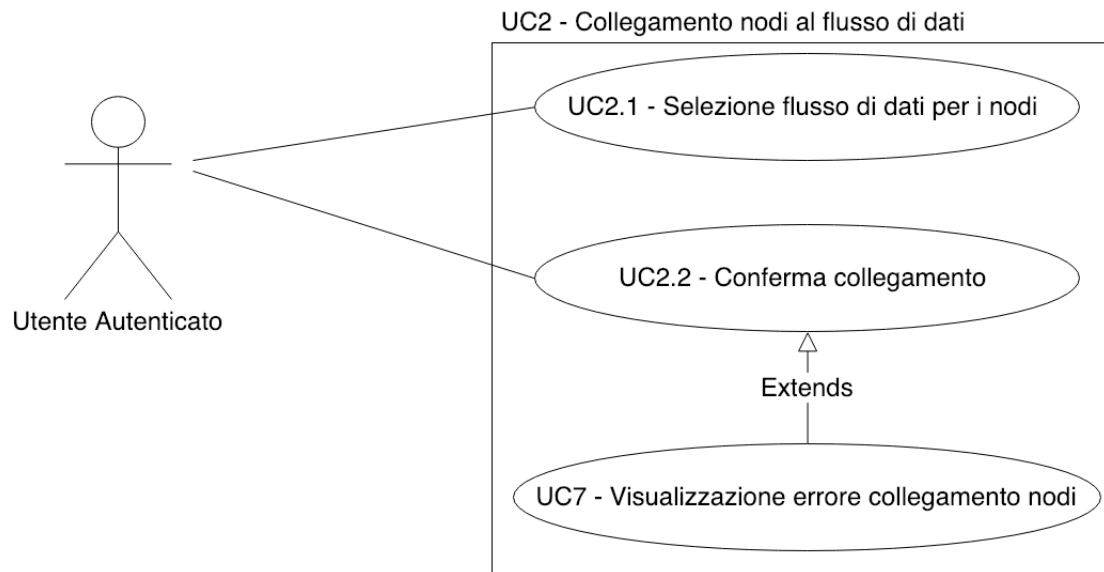 UC2 - Collegamento nodi al flusso di dati
UC2.1 - Selezione flusso di dati per i nodi
UC2.2 - Conferma collegamento
Utente Autenticato
Extends
UC7 - Visualizzazione errore collegamento nodi